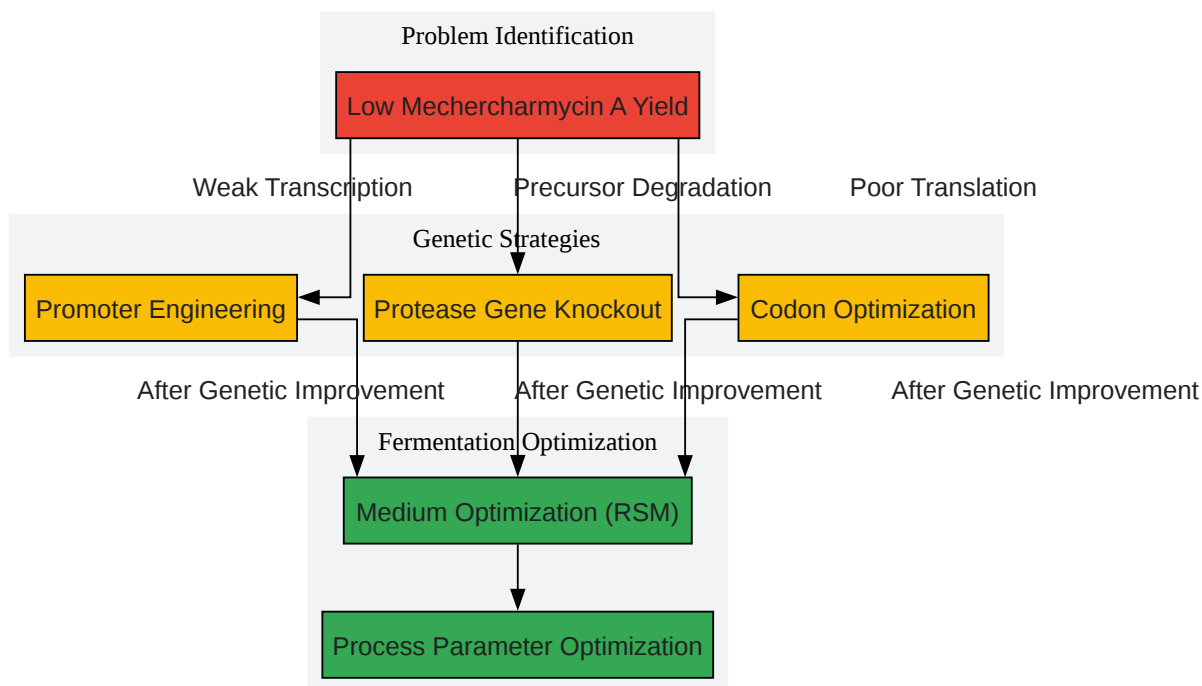 Problem Identification
Low Mechercharmycin A Yield
Weak Transcription
Precursor Degradation
Poor Translation
Genetic Strategies
Promoter Engineering
Protease Gene Knockout
Codon Optimization
After Genetic Improvement
After Genetic Improvement
After Genetic Improvement
Fermentation Optimization
Medium Optimization (RSM)
Process Parameter Optimization